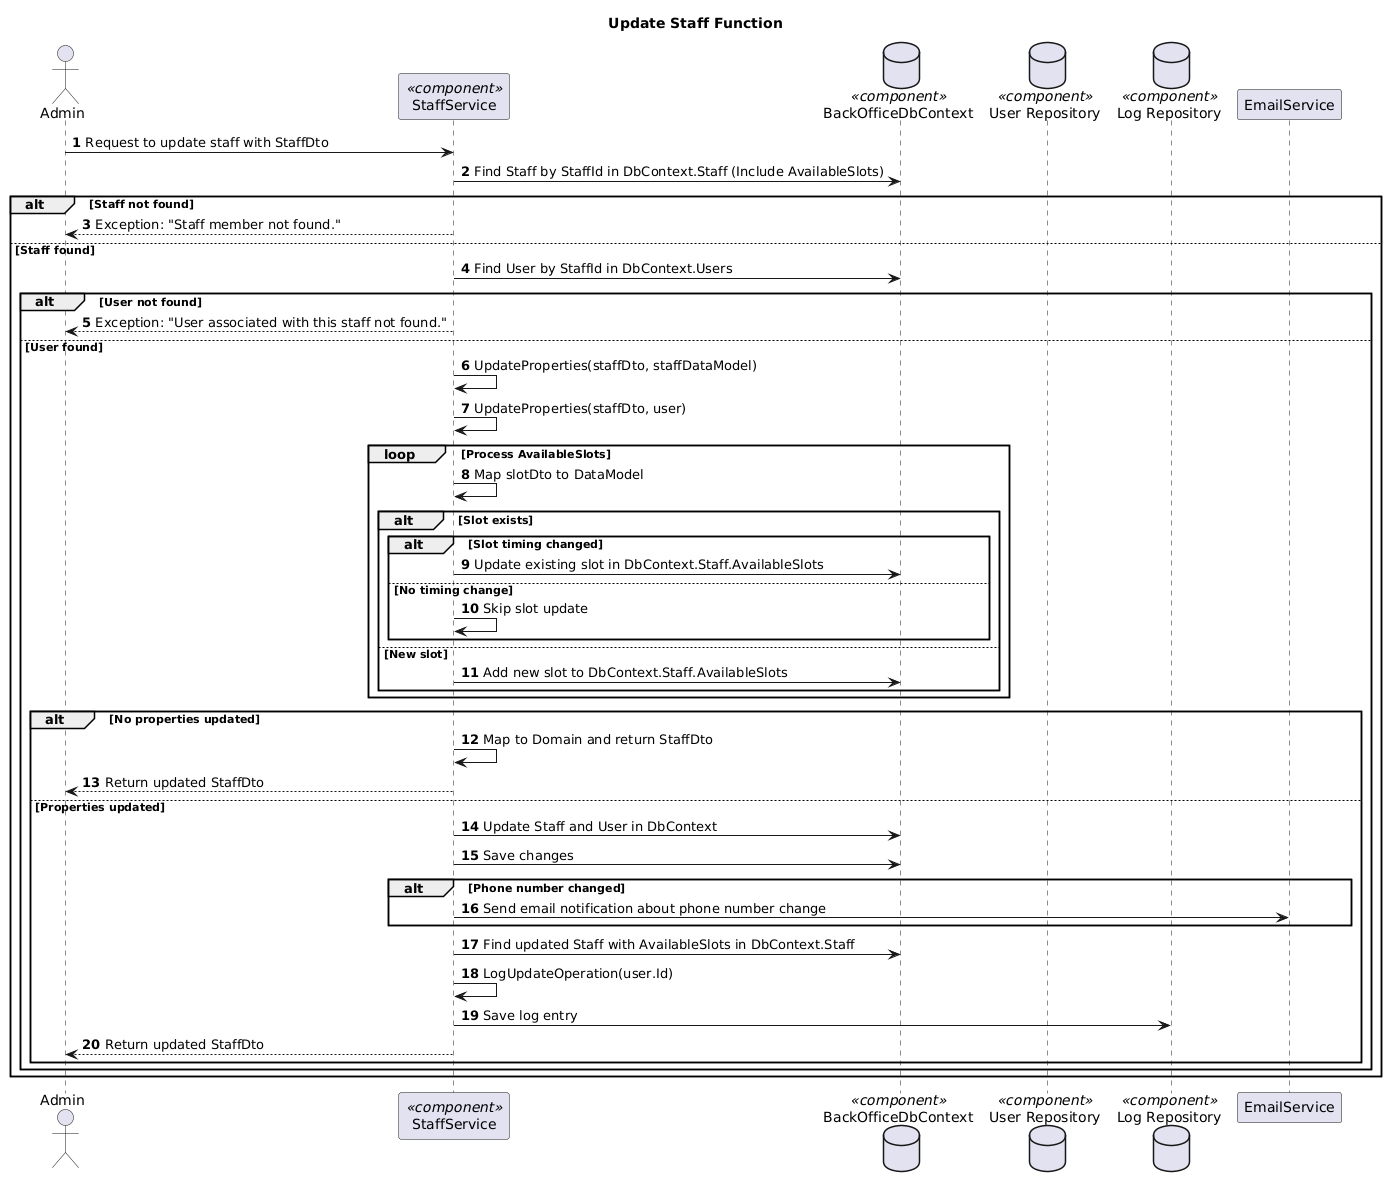 Update Staff Function
Admin
«component»
StaffService
«component»
BackOfficeDbContext
«component»
User Repository
«component»
Log Repository
EmailService
1 Request to update staff with StaffDto
2 Find Staff by StaffId in DbContext.Staff (Include AvailableSlots)
alt [Staff not found]
3 Exception: "Staff member not found."
[Staff found]
4 Find User by StaffId in DbContext.Users
alt [User not found]
5 Exception: "User associated with this staff not found."
[User found]
6 UpdateProperties(staffDto, staffDataModel)
7 UpdateProperties(staffDto, user)
loop [Process AvailableSlots]
8 Map slotDto to DataModel
alt [Slot exists]
alt [Slot timing changed]
9 Update existing slot in DbContext.Staff.AvailableSlots
[No timing change]
10 Skip slot update
[New slot]
11 Add new slot to DbContext.Staff.AvailableSlots
alt [No properties updated]
12 Map to Domain and return StaffDto
13 Return updated StaffDto
[Properties updated]
14 Update Staff and User in DbContext
15 Save changes
alt [Phone number changed]
16 Send email notification about phone number change
17 Find updated Staff with AvailableSlots in DbContext.Staff
18 LogUpdateOperation(user.Id)
19 Save log entry
20 Return updated StaffDto
Admin
«component»
StaffService
«component»
BackOfficeDbContext
«component»
User Repository
«component»
Log Repository
EmailService